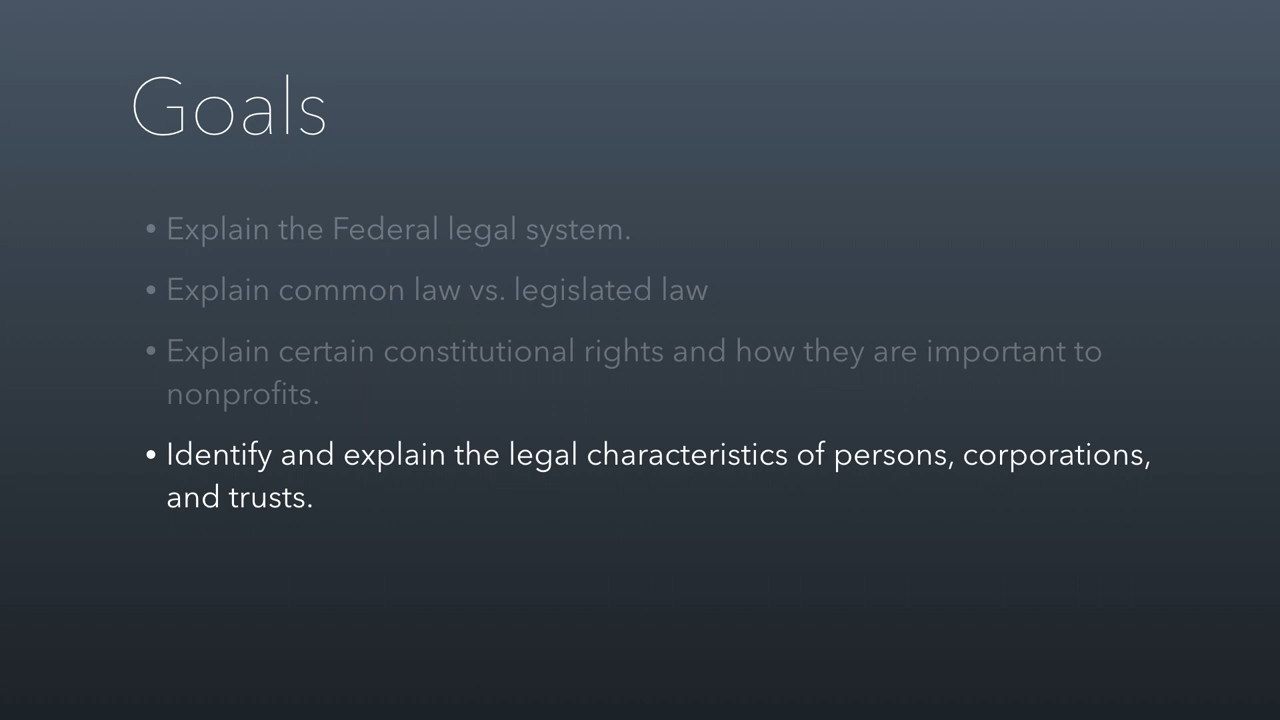 Goals
• Explain the Federal legal system.
• Explain common law vs. legislated law
• Explain certain constitutional rights and how they are important to
nonprofits.
• Identify and explain the legal characteristics of persons, corporations,
and trusts.